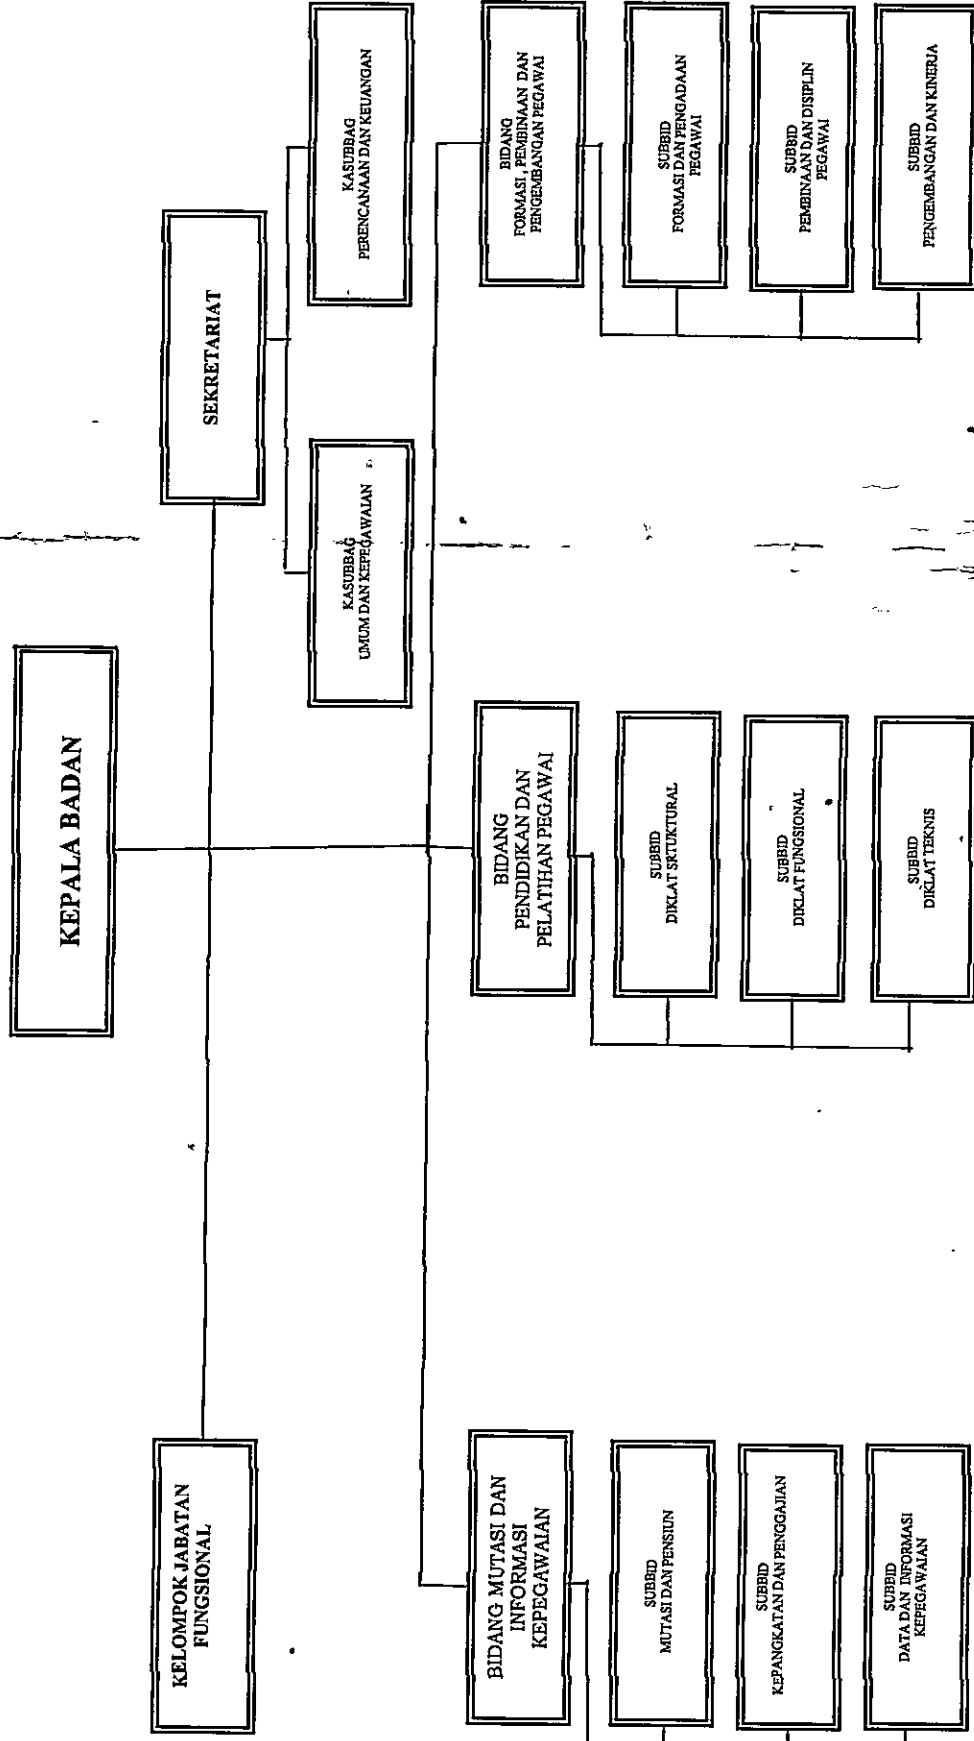 KEPALA BADAN
KELOMPOK JABATAN
FUNGSIONAL
SEKRETARIAT
KASUBBAG
UMUM DAN KEPEGAWAIAN
KASUBBAG
PERENCANAAN DAN KEUANGAN
BIDANG MUTASI DAN
INFORMASI
KEPEGAWAIAN
BIDANG
PENDIDIKAN DAN
PELATIHAN PEGAWAI
BIDANG
FORMASI , PEMBINAAN DAN
PENGEMBANGAN PEGAWAI
SUBBID
MUTASI DAN PENSIUN
SUBBID
DIKLAT SRTUKTURAL
SUBBID
FORMASI DAN PENGADAAN
PEGAWAI
SUBBID
KEPANGKATAN DAN PENGGAJIAN
SUBBID
DIKLAT FUNGSIONAL
SUBBID
PEMBINAAN DAN DISIPLIN
PEGAWAI
SUBBID
DATA DAN INFORMASI
KEPEGAWAIAN
SUBBID
DIKLAT TEKNIS
SUBBID
PENGEMBANGAN DAN KINERJA